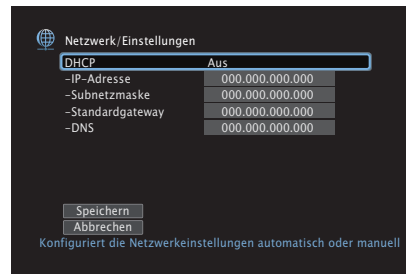 Netzwerk/Einstellungen
DHCP Aus
-IP-Adresse 000.000.000.000
-Subnetzmaske 000.000.000.000
-Standardgateway 000.000.000.000
-DNS 000.000.000.000
Speichern
Abbrechen
Konfiguriert die Netzwerkeinstellungen automatisch oder manuell